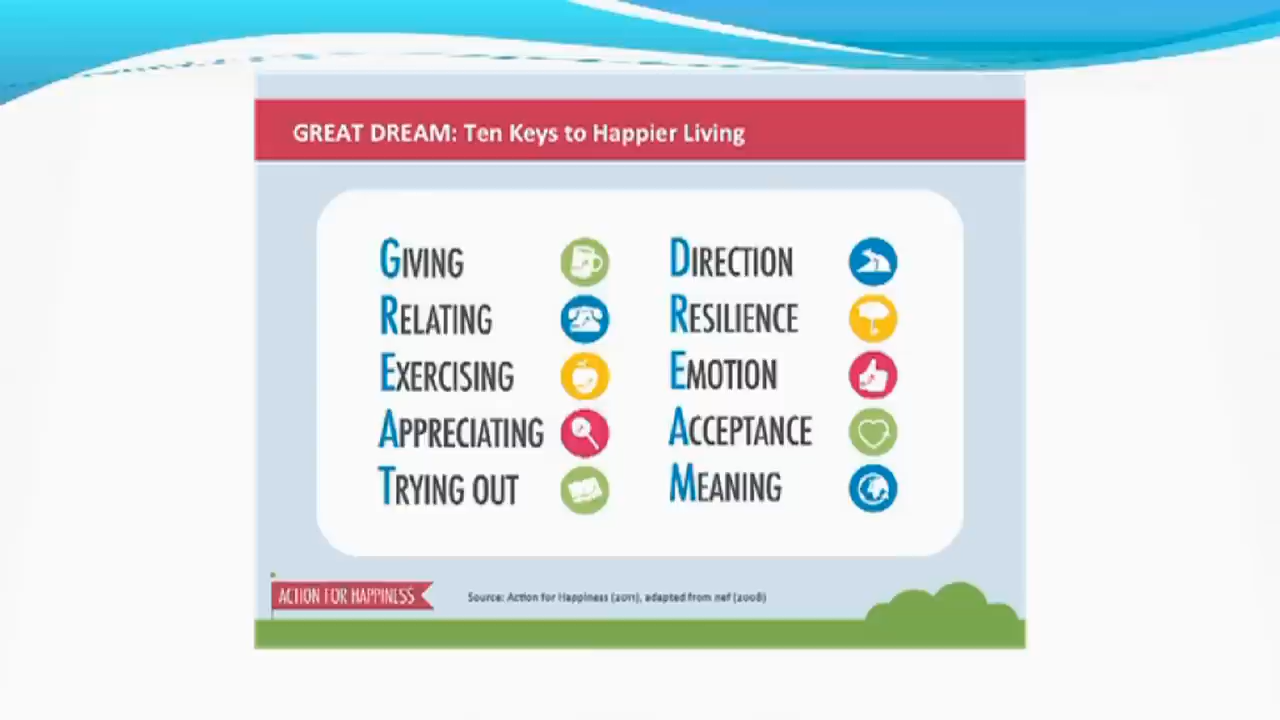 GREAT DREAM: Ten Keys to Happier Living
GIVING
RELATING
EXERCISING
APPRECIATING
TRYING OUT
DIRECTION
RESILIENCE
EMOTION
ACCEPTANCE
MEANING
ACTION FOR HAPPINESS
Source: Action for Happiness (2011), adapted from nef (2008)